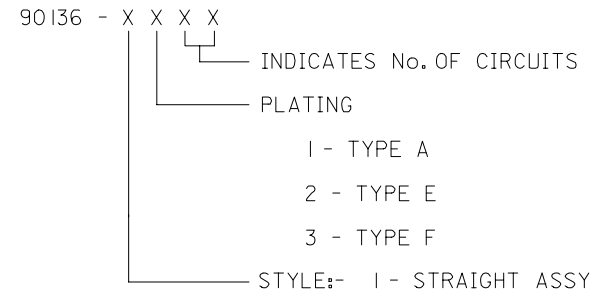 90136 - X X X X
INDICATES No. OF CIRCUITS
PLATING
1 - TYPE A
2 - TYPE E
3 - TYPE F
STYLE:- 1 - STRAIGHT ASSY